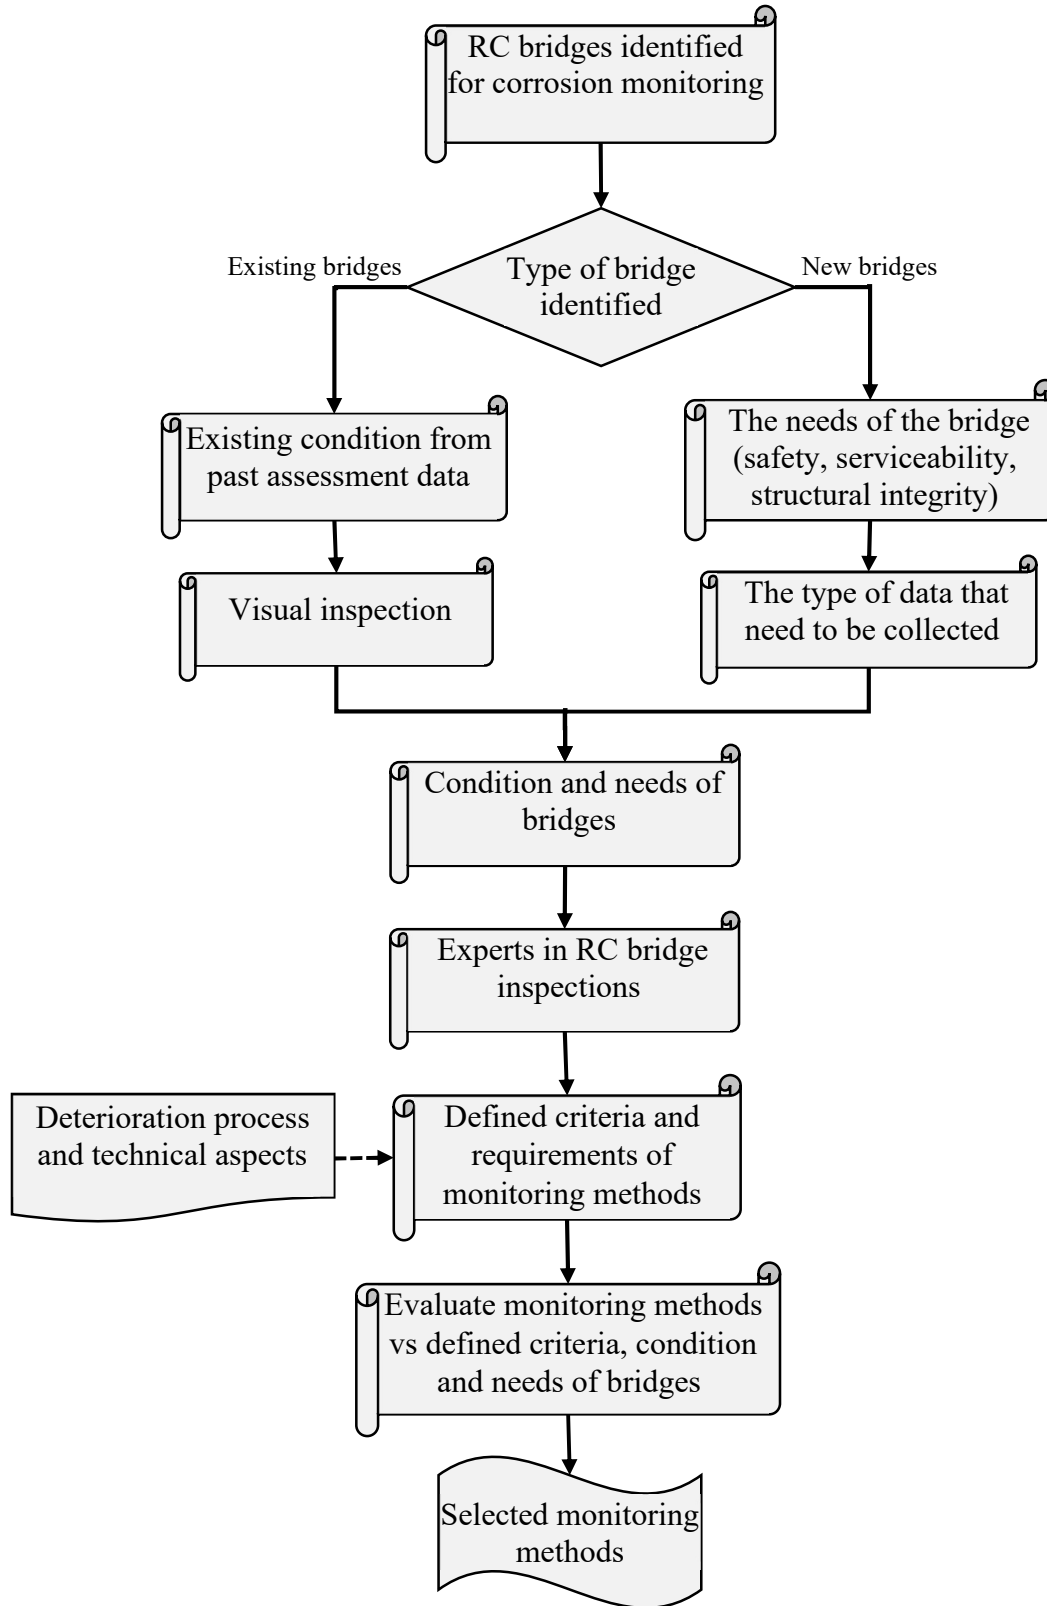 RC bridges identified
for corrosion monitoring
Type of bridge
identified
Existing bridges
New bridges
Existing condition from
past assessment data
The needs of the bridge
(safety, serviceability,
structural integrity)
Visual inspection
The type of data that
need to be collected
Condition and needs of
bridges
Experts in RC bridge
inspections
Deterioration process
and technical aspects
Defined criteria and
requirements of
monitoring methods
Evaluate monitoring methods
vs defined criteria, condition
and needs of bridges
Selected monitoring
methods